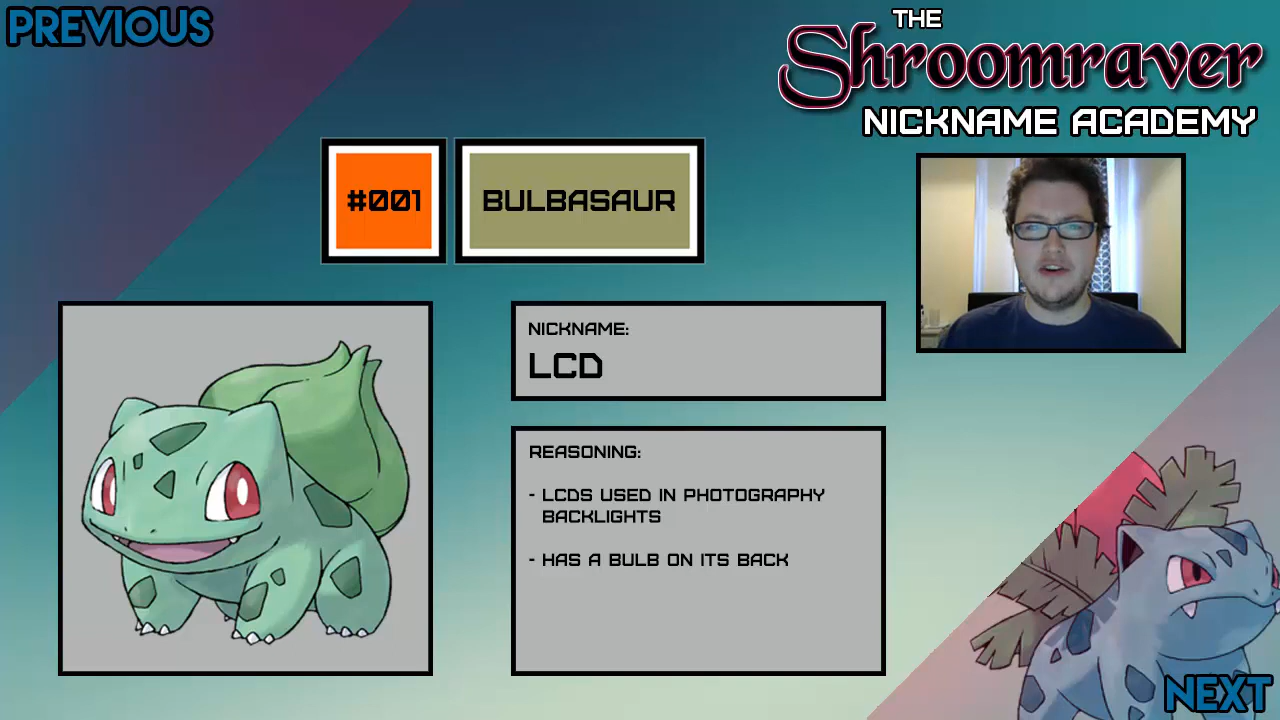 PREVIOUS
THE
Shroomraver
NICKNAME ACADEMY
#001
BULBASAUR
NICKNAME:
LCD
REASONING:
- LCDS USED IN PHOTOGRAPHY
BACKLIGHTS
- HAS A BULB ON ITS BACK
NEXT